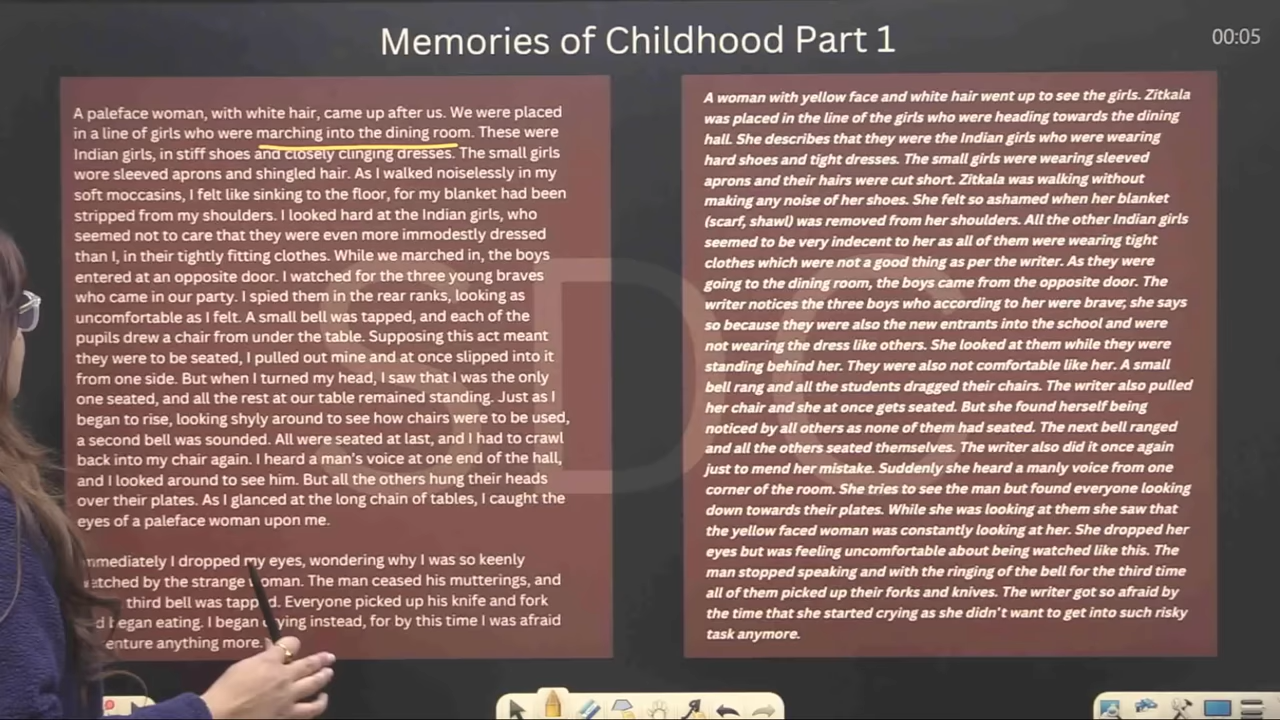 Memories of Childhood Part 1
00:05
A paleface woman, with white hair, came up after us. We were placed
in a line of girls who were marching into the dining room. These were
Indian girls, in stiff shoes and closely clinging dresses. The small girls
wore sleeved aprons and shingled hair. As I walked noiselessly in my
soft moccasins, I felt like sinking to the floor, for my blanket had been
stripped from my shoulders. I looked hard at the Indian girls, who
seemed not to care that they were even more immodestly dressed
than I, in their tightly fitting clothes. While we marched in, the boys
entered at an opposite door. I watched for the three young braves
who came in our party. I spied them in the rear ranks, looking as
uncomfortable as I felt. A small bell was tapped, and each of the
pupils drew a chair from under the table. Supposing this act meant
they were to be seated, I pulled out mine and at once slipped into it
from one side. But when I turned my head, I saw that I was the only
one seated, and all the rest at our table remained standing. Just as I
began to rise, looking shyly around to see how chairs were to be used,
a second bell was sounded. All were seated at last, and I had to crawl
back into my chair again. I heard a man's voice at one end of the hall,
and I looked around to see him. But all the others hung their heads
over their plates. As I glanced at the long chain of tables, I caught the
eyes of a paleface woman upon me.
I dropped my eyes, wondering why I was so keenly
by the strange The man ceased his mutterings, and
third bell was Everyone picked up his knife and fork
began eating. I began instead, for by this time I was afraid
anything more.
A woman with yellow face and white hair went up to see the girls. Zitkala
was placed in the line of the girls who were heading towards the dining
hall. She describes that they were the Indian girls who were wearing
hard shoes and tight dresses. The small girls were wearing sleeved
aprons and their hairs were cut short. Zitkala was walking without
making any noise of her shoes. She felt so ashamed when her blanket
(scarf, shawl) was removed from her shoulders. All the other Indian girls
seemed to be very indecent to her as all of them were wearing tight
clothes which were not a good thing as per the writer. As they were
going to the dining room, the boys came from the opposite door. The
writer notices the three boys who according to her were brave; she says
so because they were also the new entrants into the school and were
not wearing the dress like others. She looked at them while they were
standing behind her. They were also not comfortable like her. A small
bell rang and all the students dragged their chairs. The writer also pulled
her chair and she at once gets seated. But she found herself being
noticed by all others as none of them had seated. The next bell ranged
and all the others seated themselves. The writer also did it once again
just to mend her mistake. Suddenly she heard a manly voice from one
corner of the room. She tries to see the man but found everyone looking
down towards their plates. While she was looking at them she saw that
the yellow faced woman was constantly looking at her. She dropped her
eyes but was feeling uncomfortable about being watched like this. The
man stopped speaking and with the ringing of the bell for the third time
all of them picked up their forks and knives. The writer got so afraid by
the time that she started crying as she didn't want to get into such risky
task anymore.
SDC